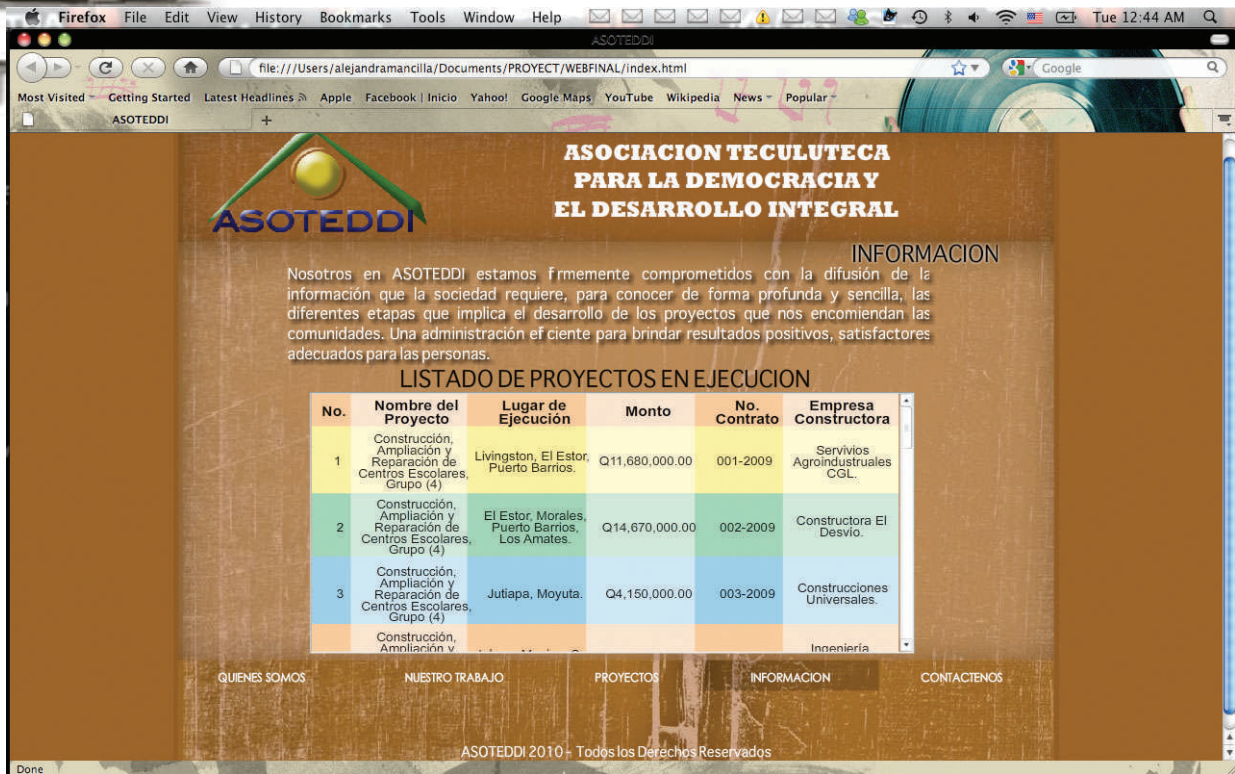 Firefox File Edit View History Bookmarks Tools Window Help Tue 12:44 AM
ASOTEDDI
file:///Users/alejandramancilla/Documents/PROYECT/WEBFINAL/index.html
Google
Most Visited Getting Started Latest Headlines Apple Facebook | Inicio Yahoo! Google Maps YouTube Wikipedia News Popular
ASOTEDDI
ASOTEDDI
ASOCIACION TECULUTECA
PARA LA DEMOCRACIA Y
EL DESARROLLO INTEGRAL
INFORMACION
Nosotros en ASOTEDDI estamos f rmemente comprometidos con la difusión de la
información que la sociedad requiere, para conocer de forma profunda y sencilla, las
diferentes etapas que implica el desarrollo de los proyectos que nos encomiendan las
comunidades. Una administración ef ciente para brindar resultados positivos, satisfactores
adecuados para las personas.
LISTADO DE PROYECTOS EN EJECUCION
No.
Nombre del
Proyecto
Lugar de
Ejecución
Monto
No.
Contrato
Empresa
Constructora
1
Construcción,
Ampliación y
Reparación de
Centros Escolares,
Grupo (4)
Livingston, El Estor,
Puerto Barrios.
Q11,680,000.00
001-2009
Servivios
Agroindustruales
CGL.
2
Construcción,
Ampliación y
Reparación de
Centros Escolares,
Grupo (4)
El Estor, Morales,
Puerto Barrios,
Los Amates.
Q14,670,000.00
002-2009
Constructora El
Desvío.
3
Construcción,
Ampliación y
Reparación de
Centros Escolares,
Grupo (4)
Jutiapa, Moyuta.
Q4,150,000.00
003-2009
Construcciones
Universales.
Construcción,
Ampliación y
Ingeniería
QUIENES SOMOS NUESTRO TRABAJO PROYECTOS INFORMACION CONTACTENOS
ASOTEDDI 2010 - Todos los Derechos Reservados
Done